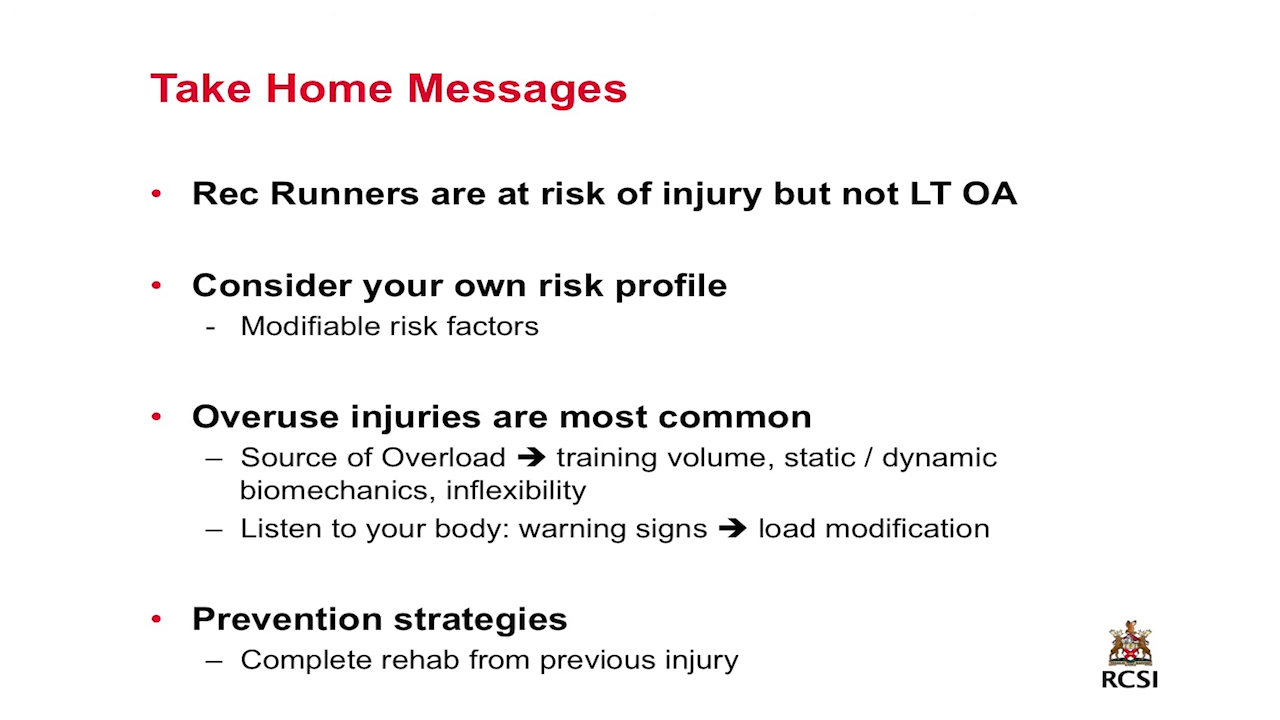 Take Home Messages
• Rec Runners are at risk of injury but not LT OA
• Consider your own risk profile
- Modifiable risk factors
• Overuse injuries are most common
– Source of Overload ➔ training volume, static / dynamic
biomechanics, inflexibility
– Listen to your body: warning signs ➔ load modification
• Prevention strategies
– Complete rehab from previous injury
RCSI